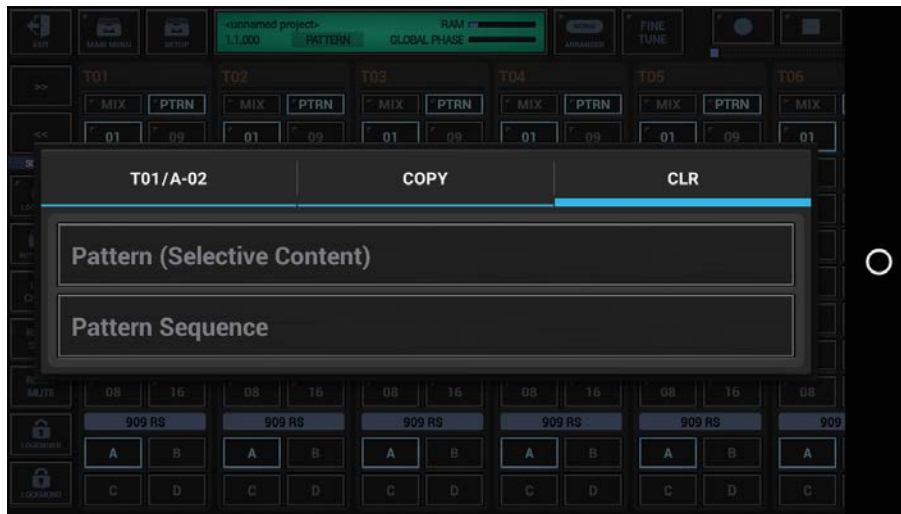 EXIT
MAIN MENU
SETUP
<unnamed project>
RAM
1.1.000
PATTERN
GLOBAL PHASE
SONG
ARRANGER
FINE
TUNE
>>
T01
T02
T03
T04
T05
T06
MIX PTRN MIX PTRN MIX PTRN MIX PTRN MIX PTRN MIX
<<
01 09 01 09 01 09 01 09 01 09 01
T01/A-02
COPY
CLR
Pattern (Selective Content)
Pattern Sequence
MUTE
08 16 08 16 08 16 08 16 08 16 08
909 RS 909 RS 909 RS 909 RS 909 RS 909
A B A B A B A B A B A
C D C D C D C D C D C